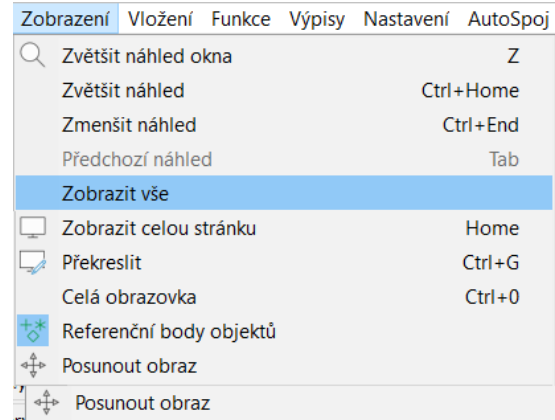 Zobrazení Vložení Funkce Výpisy Nastavení AutoSpoj
Zvětšit náhled okna Z
Zvětšit náhled Ctrl+Home
Zmenšit náhled Ctrl+End
Předchozí náhled Tab
Zobrazit vše
Zobrazit celou stránku Home
Překreslit Ctrl+G
Celá obrazovka Ctrl+0
Referenční body objektů
Posunout obraz
Posunout obraz